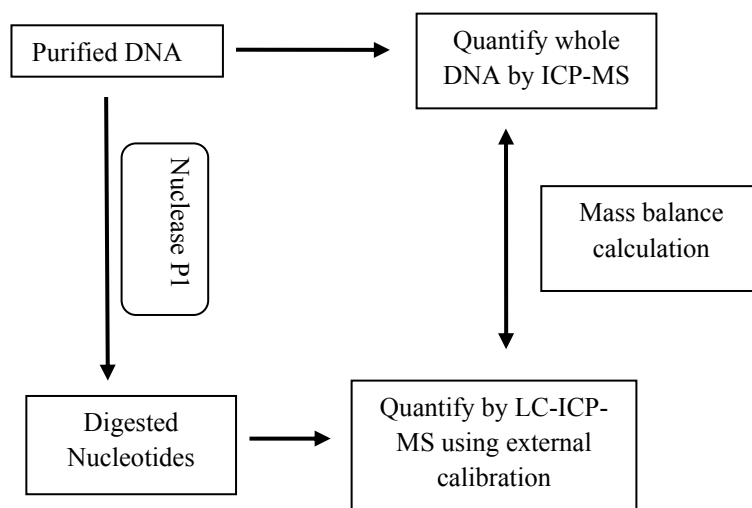 Purified DNA
Quantify whole
DNA by ICP-MS
Nuclease P1
Mass balance
calculation
Digested
Nucleotides
Quantify by LC-ICP-
MS using external
calibration